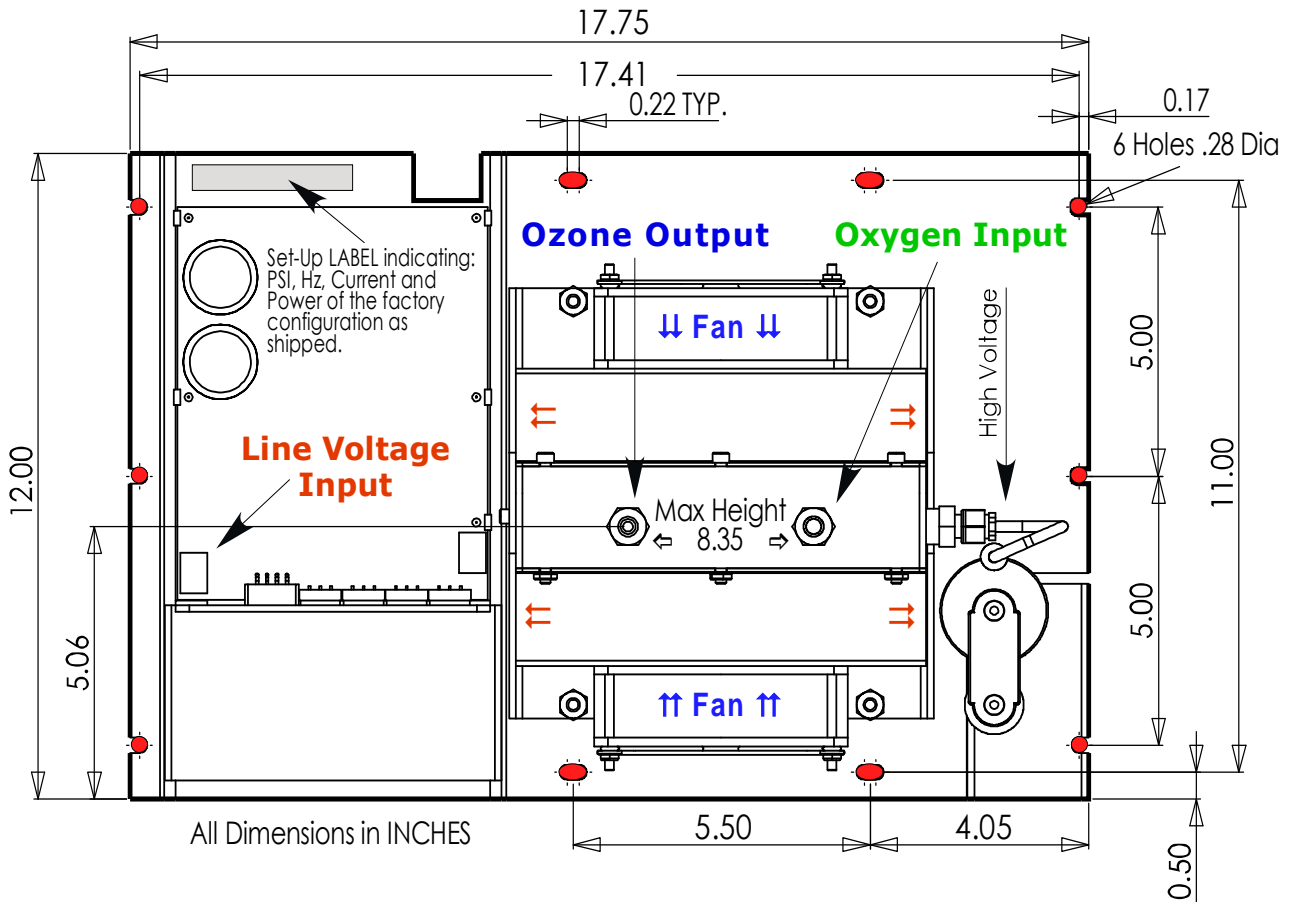 17.75
17.41
0.22 TYP.
0.17
6 Holes .28 Dia
Set-Up LABEL indicating:
PSI, Hz, Current and
Power of the factory
configuration as
shipped.
Ozone Output
Oxygen Input
⇊ Fan ⇊
High Voltage
5.00
11.00
12.00
Line Voltage
Input
Max Height
⇦ 8.35 ⇨
5.06
5.00
⇈ Fan ⇈
All Dimensions in INCHES
5.50
4.05
0.50